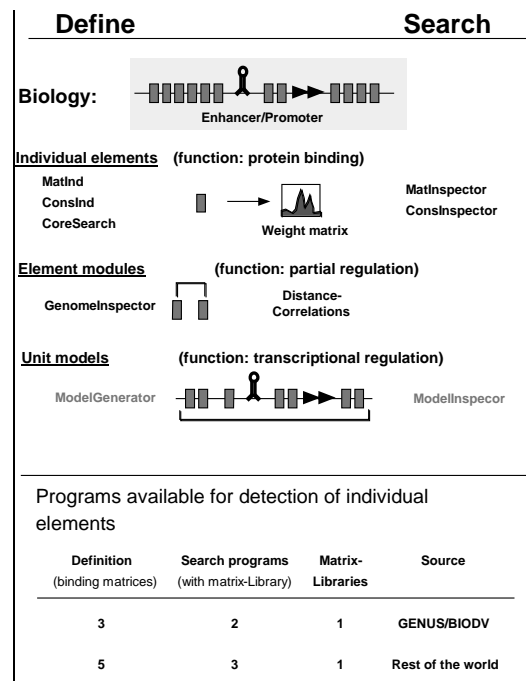 Define Search
Biology:
Enhancer/Promoter
Individual elements (function: protein binding)
MatInd
ConsInd
CoreSearch
Weight matrix
MatInspector
ConsInspector
Element modules (function: partial regulation)
GenomeInspector
Distance-
Correlations
Unit models (function: transcriptional regulation)
ModelGenerator
ModelInspecor
Programs available for detection of individual
elements
Definition Search programs Matrix- Source
(binding matrices) (with matrix-Library) Libraries
3 2 1 GENUS/BIODV
5 3 1 Rest of the world